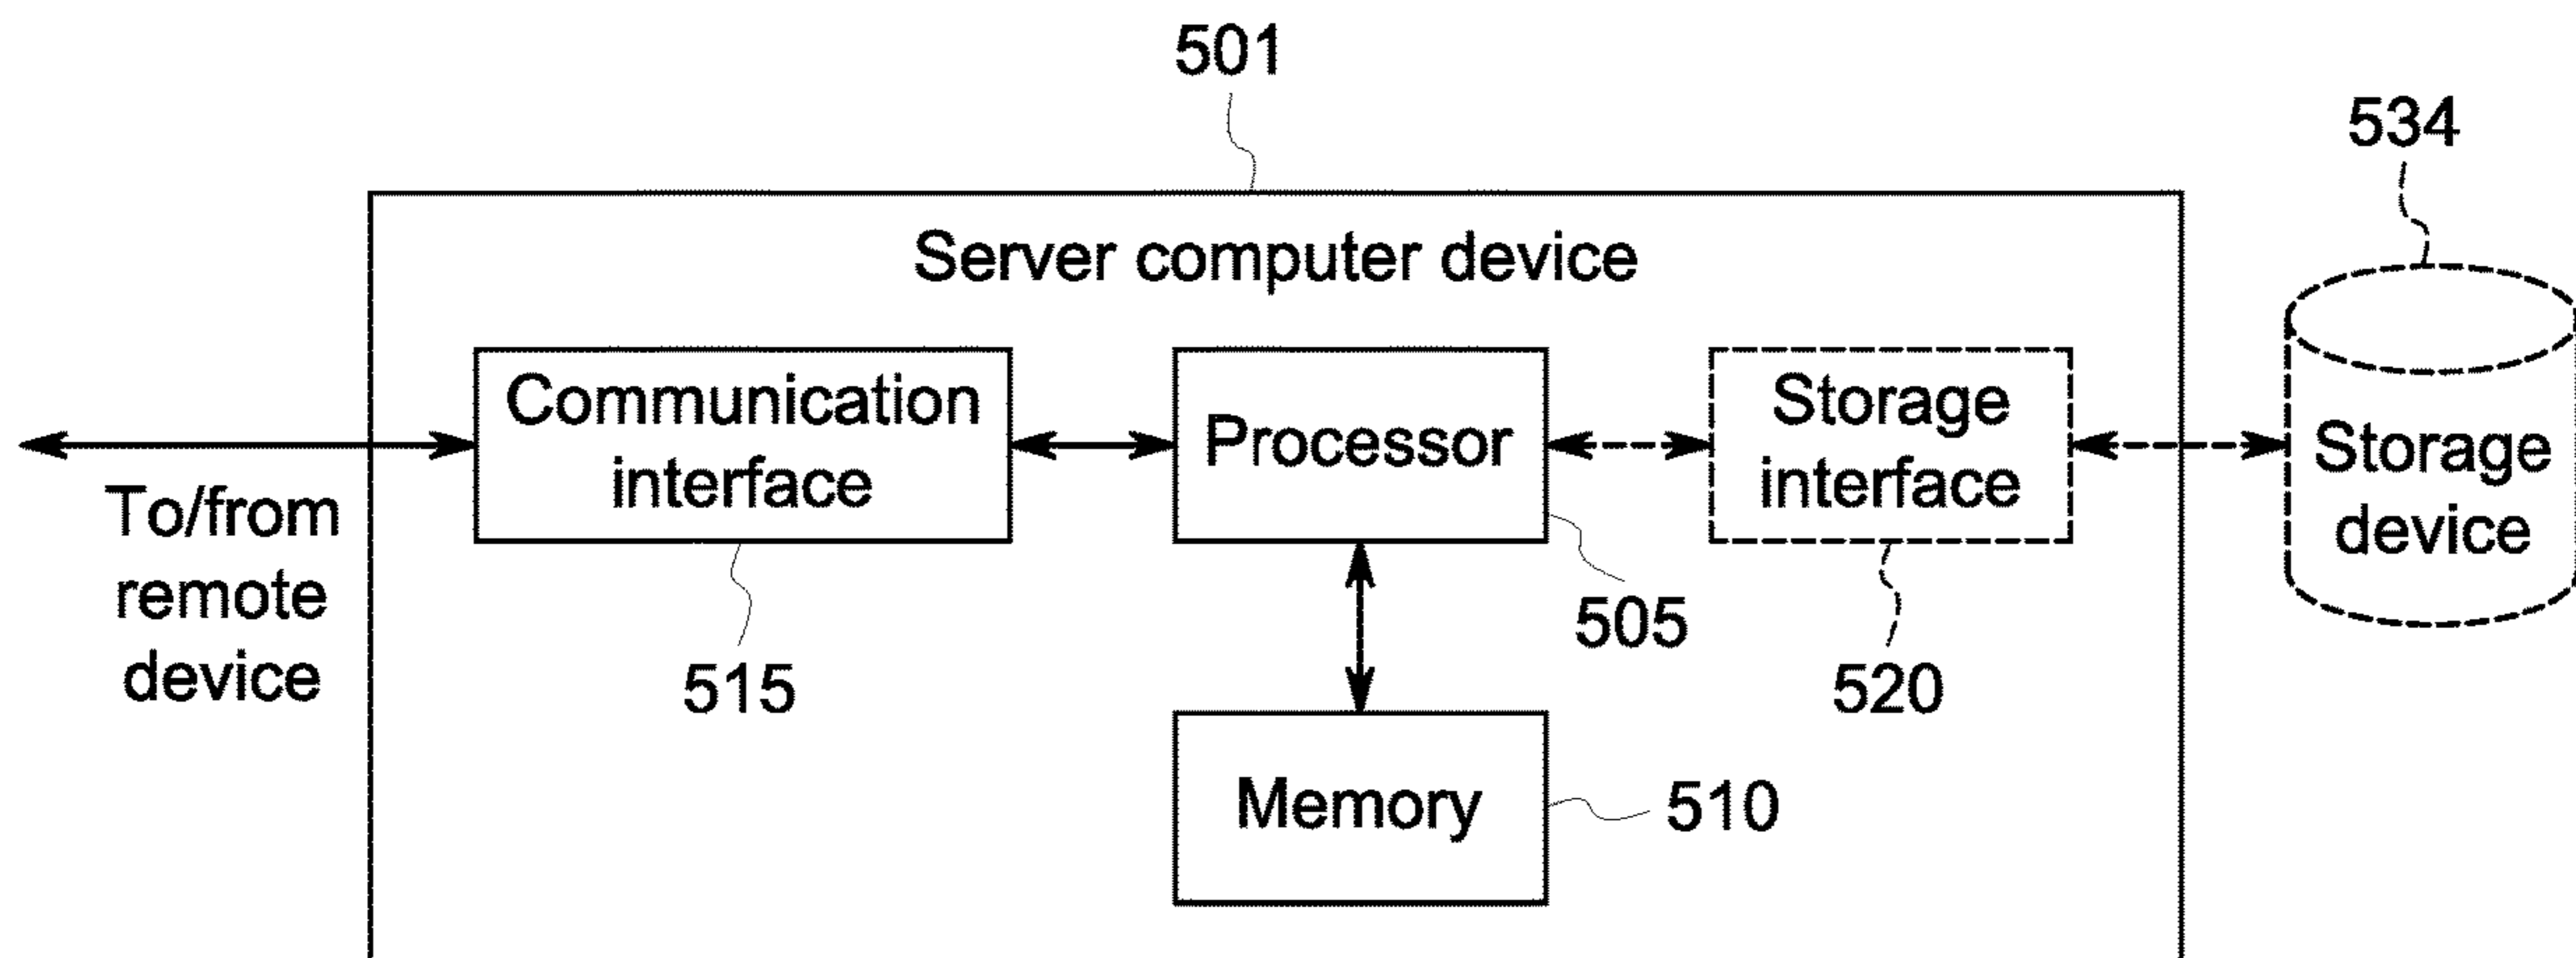 501
534
Server computer device
Communication
interface
Processor
Storage
interface
Storage
device
To/from
remote
device
515
505
520
Memory
510